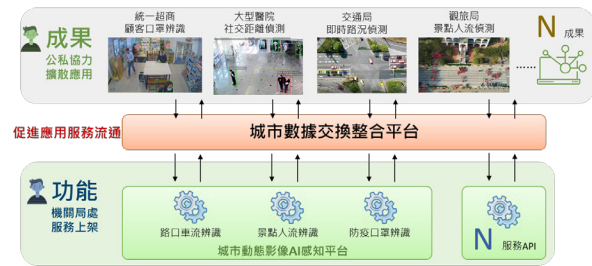 成果
公私協力
擴散應用
統一超商
顧客口罩辨識
大型醫院
社交距離偵測
交通局
即時路況偵測
觀旅局
景點人流偵測
N 成果
......
促進應用服務流通
城市數據交換整合平台
功能
機關局處
服務上架
路口車流辨識
景點人流辨識
防疫口罩辨識
城市動態影像AI感知平台
N 服務API